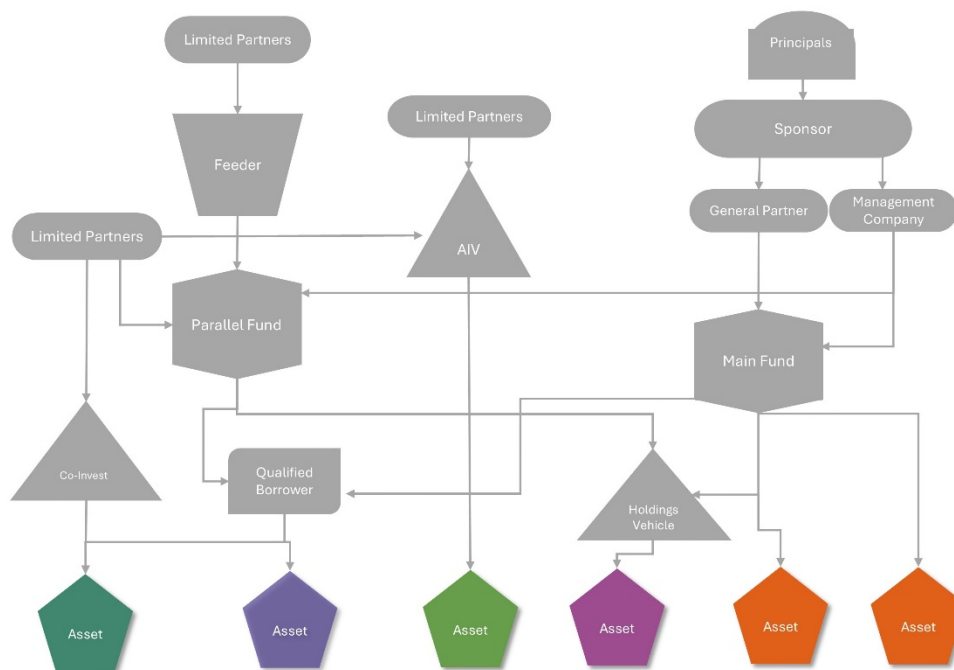 Limited Partners
Principals
Limited Partners
Sponsor
Feeder
General Partner
Management
Company
Limited Partners
AIV
Parallel Fund
Main Fund
Co-Invest
Qualified
Borrower
Holdings
Vehicle
Asset
Asset
Asset
Asset
Asset
Asset